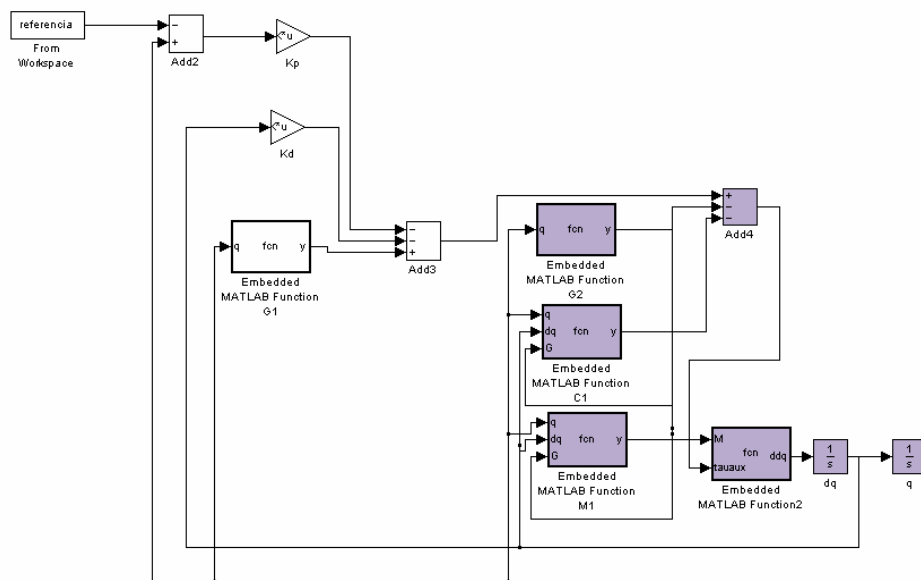 referencia
From
Workspace
−
+
Add2
u
Kp
u
Kd
q fcn y
Embedded
MATLAB Function
G1
−
−
+
Add3
q fcn y
Embedded
MATLAB Function
G2
+
−
−
Add4
q
dq fcn y
G
Embedded
MATLAB Function
C1
q
dq fcn y
G
Embedded
MATLAB Function
M1
M
fcn ddq
tauaux
Embedded
MATLAB Function2
1
s
dq
1
s
q